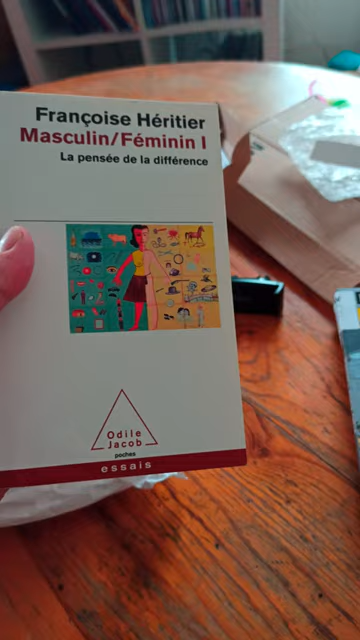 Françoise Héritier
Masculin/Féminin I
La pensée de la différence
Odile
Jacob
poches
essais